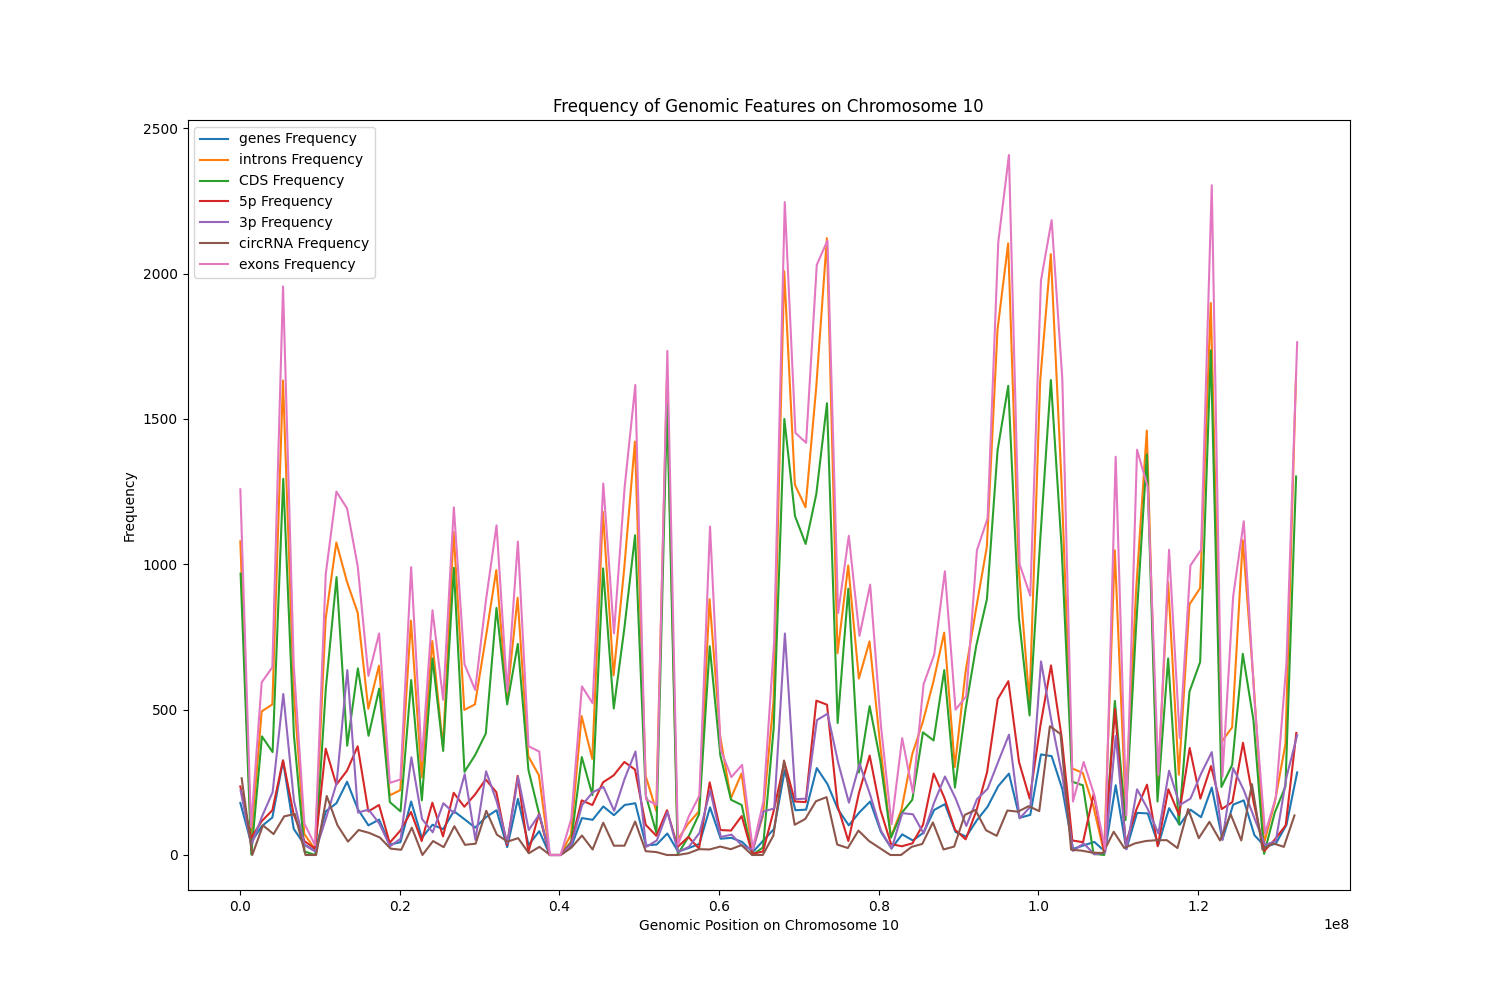 Frequency of Genomic Features on Chromosome 10
2500
2000
1500
1000
500
0
Frequency
genes Frequency
introns Frequency
CDS Frequency
5p Frequency
3p Frequency
circRNA Frequency
exons Frequency
0.0 0.2 0.4 0.6 0.8 1.0 1.2
1e8
Genomic Position on Chromosome 10